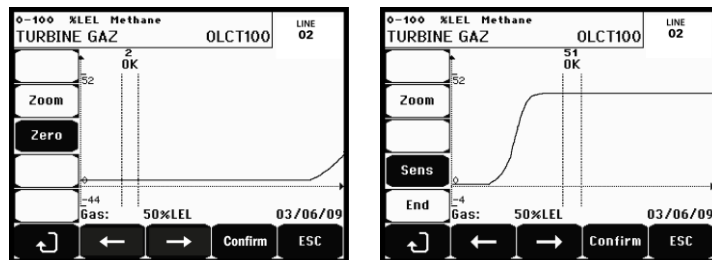 0-100 %LEL Methane
TURBINE GAZ OLCT100
LINE
02
2
OK
52
Zoom
Zero
0
-44
Gas: 50%LEL 03/06/09
Confirm ESC
0-100 %LEL Methane
TURBINE GAZ OLCT100
LINE
02
51
OK
52
Zoom
Sens
0
End
-4
Gas: 50%LEL 03/06/09
Confirm ESC